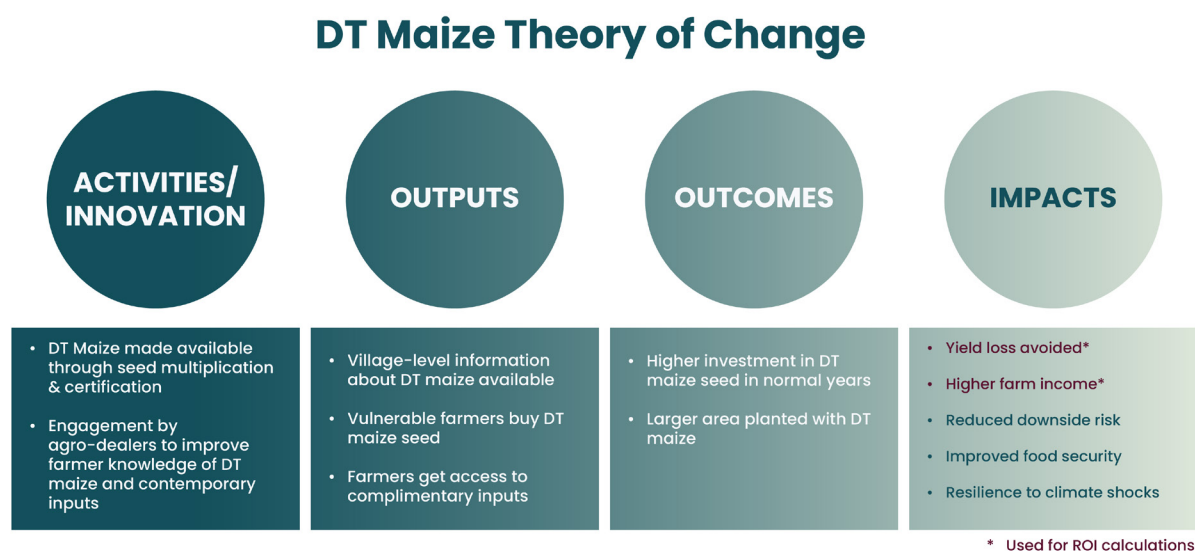 DT Maize Theory of Change
ACTIVITIES/
INNOVATION
OUTPUTS
OUTCOMES
IMPACTS
• DT Maize made available
through seed multiplication
& certification
• Engagement by
agro-dealers to improve
farmer knowledge of DT
maize and contemporary
inputs
• Village-level information
about DT maize available
• Vulnerable farmers buy DT
maize seed
• Farmers get access to
complimentary inputs
• Higher investment in DT
maize seed in normal years
• Larger area planted with DT
maize
• Yield loss avoided*
• Higher farm income*
• Reduced downside risk
• Improved food security
• Resilience to climate shocks
* Used for ROI calculations